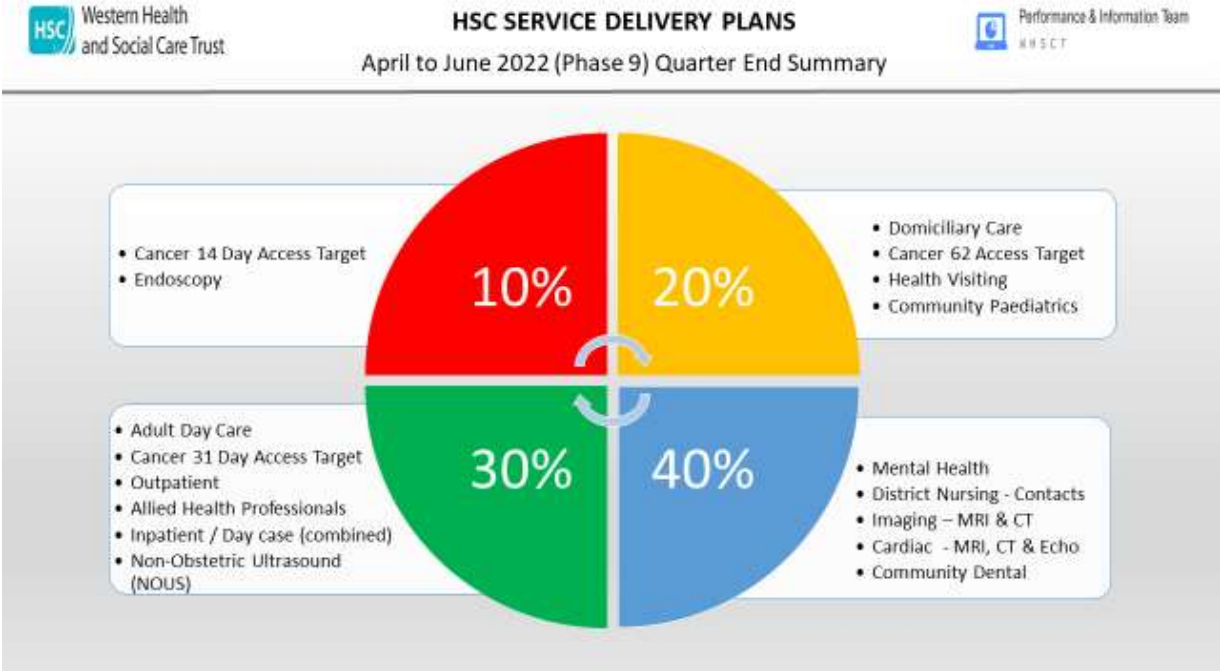 HSC
Western Health
and Social Care Trust
HSC SERVICE DELIVERY PLANS
April to June 2022 (Phase 9) Quarter End Summary
Performance & Information Team
WHSCT
• Cancer 14 Day Access Target
• Endoscopy
10%
20%
• Domiciliary Care
• Cancer 62 Access Target
• Health Visiting
• Community Paediatrics
• Adult Day Care
• Cancer 31 Day Access Target
• Outpatient
• Allied Health Professionals
• Inpatient / Day case (combined)
• Non-Obstetric Ultrasound
(NOUS)
30%
40%
• Mental Health
• District Nursing - Contacts
• Imaging – MRI & CT
• Cardiac - MRI, CT & Echo
• Community Dental